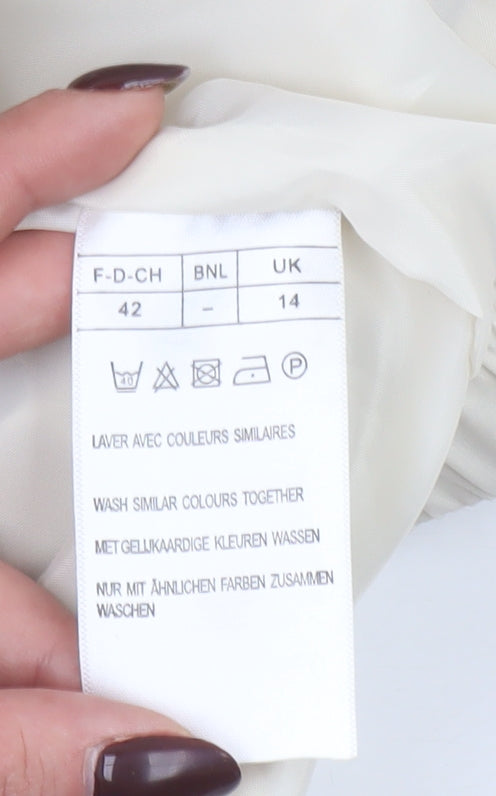 F-D-CH BNL UK
42 – 14
40 P
LAVER AVEC COULEURS SIMILAIRES
WASH SIMILAR COLOURS TOGETHER
MET GELIJKAARDIGE KLEUREN WASSEN
NUR MIT ÄHNLICHEN FARBEN ZUSAMMEN
WASCHEN